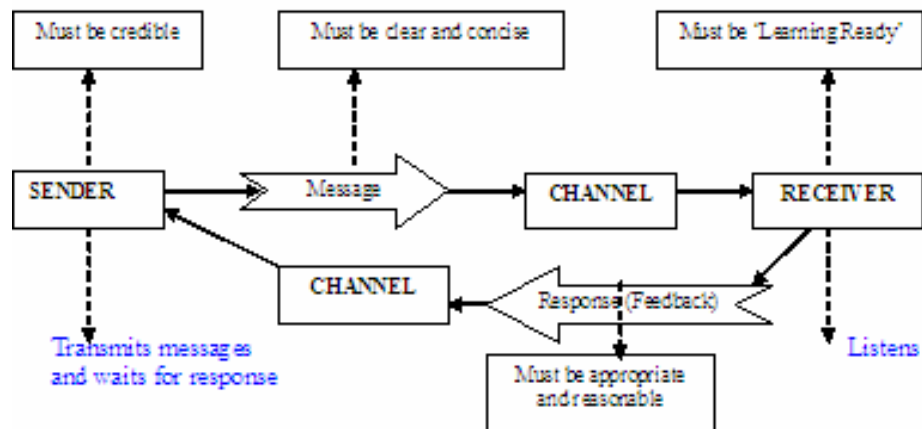 Must be credible
Must be clear and concise
Must be 'Learning Ready'
SENDER
Message
CHANNEL
RECEIVER
CHANNEL
Response (Feedback)
Transmits messages
and waits for response
Listens
Must be appropriate
and reasonable